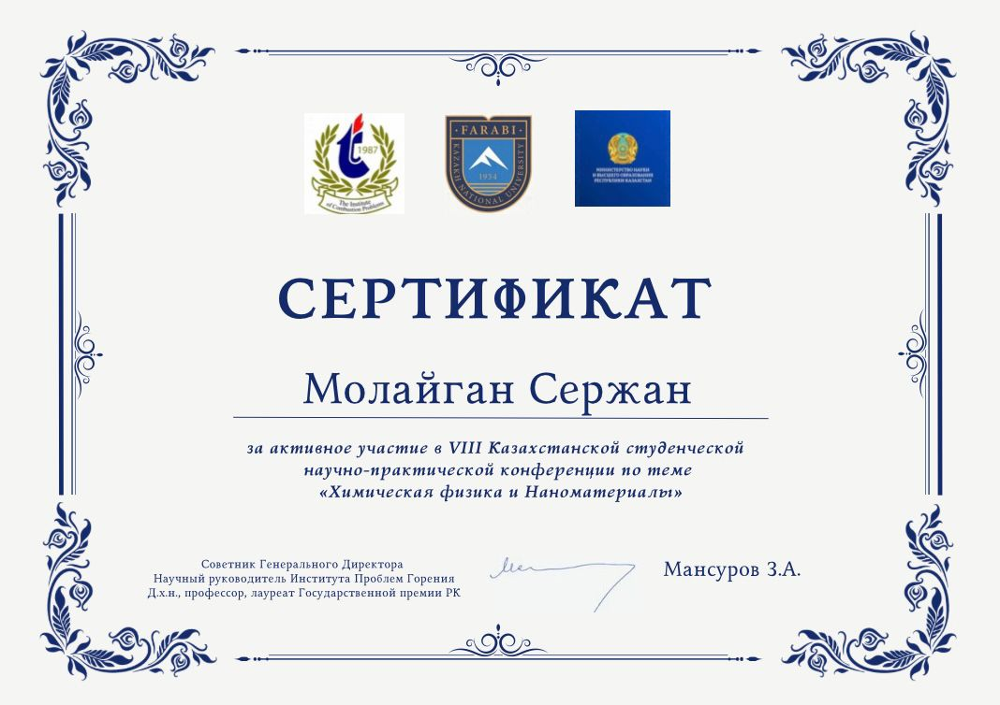 1987
The Institute
of Combustion Problems
·FARABI·
KAZAKH NATIONAL UNIVERSITY
1934
МИНИСТЕРСТВО НАУКИ
И ВЫСШЕГО ОБРАЗОВАНИЯ
РЕСПУБЛИКИ КАЗАХСТАН
СЕРТИФИКАТ
Молайган Сержан
за активное участие в VIII Казахстанской студенческой
научно-практической конференции по теме
«Химическая физика и Наноматериалы»
Советник Генерального Директора
Научный руководитель Института Проблем Горения
Д.х.н., профессор, лауреат Государственной премии РК
Мансуров З.А.